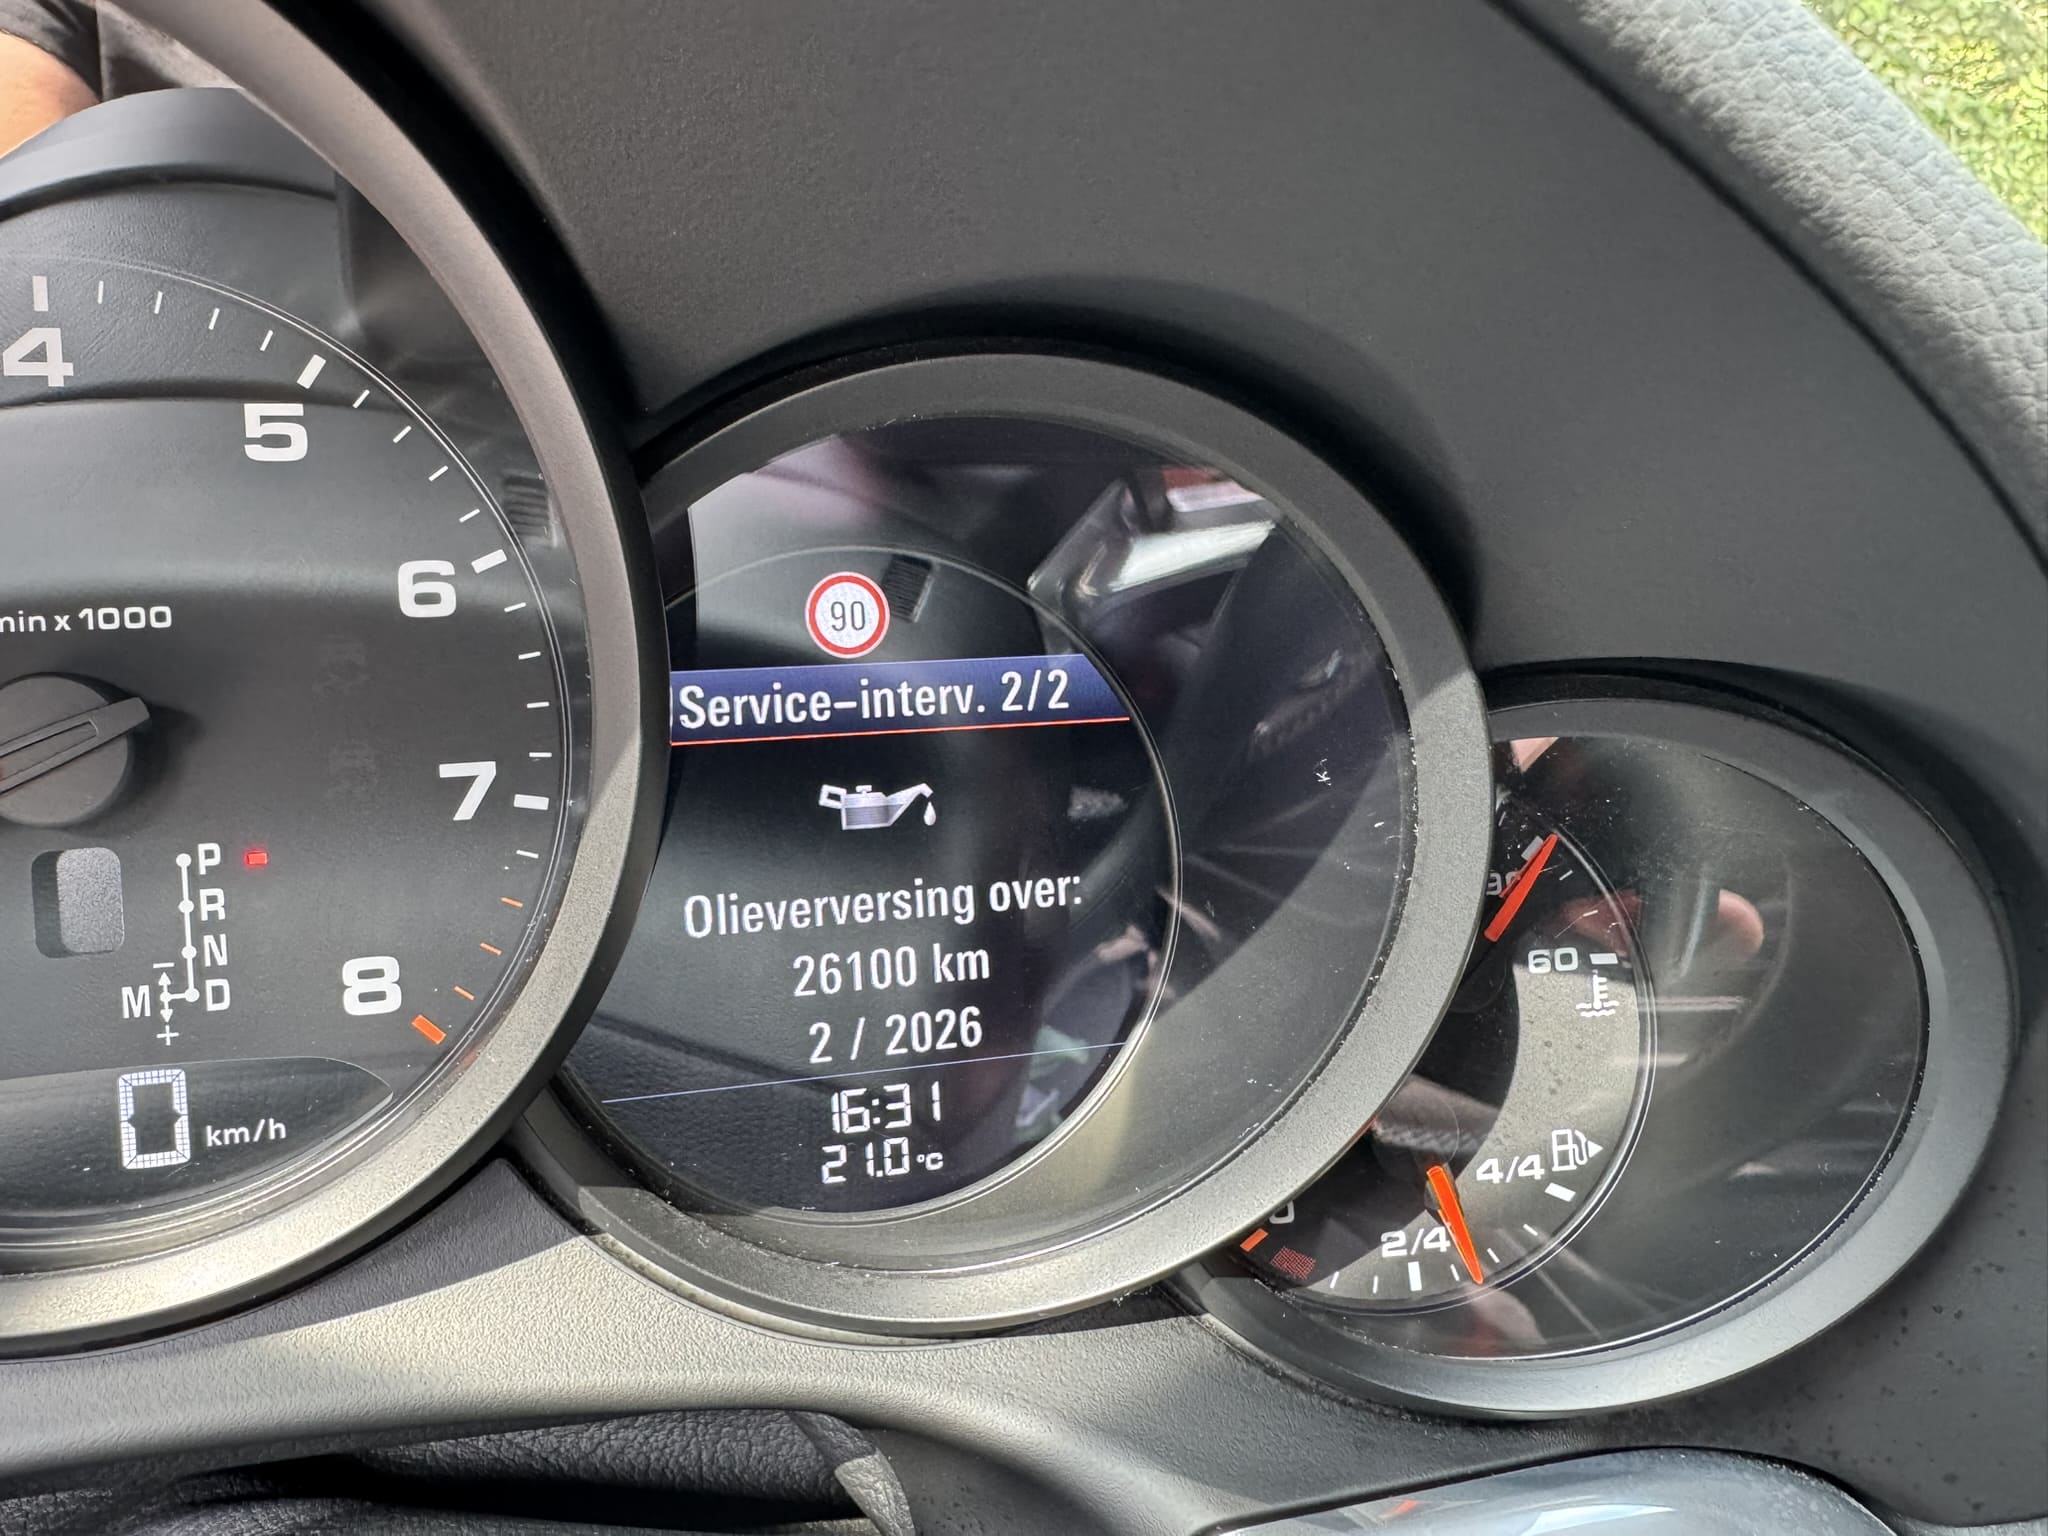 4
5
6
7
8
min x 1000
P
R
N
M D
+
0 km/h
90
Service-interv. 2/2
Olieverversing over:
26100 km
2 / 2026
16:31
21.0 °C
60
4/4
2/4